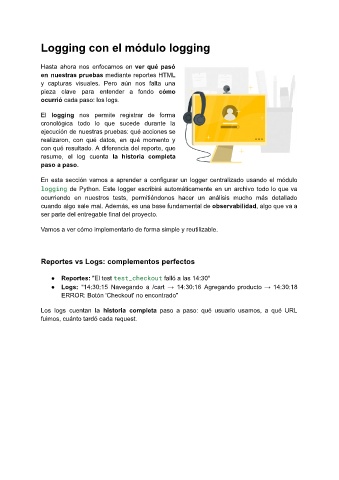 Logging con el módulo logging
Hasta ahora nos enfocamos en ver qué pasó
en nuestras pruebas mediante reportes HTML
y capturas visuales. Pero aún nos falta una
pieza clave para entender a fondo cómo
ocurrió cada paso: los logs.
El logging nos permite registrar de forma
cronológica todo lo que sucede durante la
ejecución de nuestras pruebas: qué acciones se
realizaron, con qué datos, en qué momento y
con qué resultado. A diferencia del reporte, que
resume, el log cuenta la historia completa
paso a paso.
En esta sección vamos a aprender a configurar un logger centralizado usando el módulo
logging de Python. Este logger escribirá automáticamente en un archivo todo lo que va
ocurriendo en nuestros tests, permitiéndonos hacer un análisis mucho más detallado
cuando algo sale mal. Además, es una base fundamental de observabilidad, algo que va a
ser parte del entregable final del proyecto.
Vamos a ver cómo implementarlo de forma simple y reutilizable.
Reportes vs Logs: complementos perfectos
● Reportes: "El test test_checkout falló a las 14:30"
● Logs: "14:30:15 Navegando a /cart → 14:30:16 Agregando producto → 14:30:18
ERROR: Botón 'Checkout' no encontrado"
Los logs cuentan la historia completa paso a paso: qué usuario usamos, a qué URL
fuimos, cuánto tardó cada request.